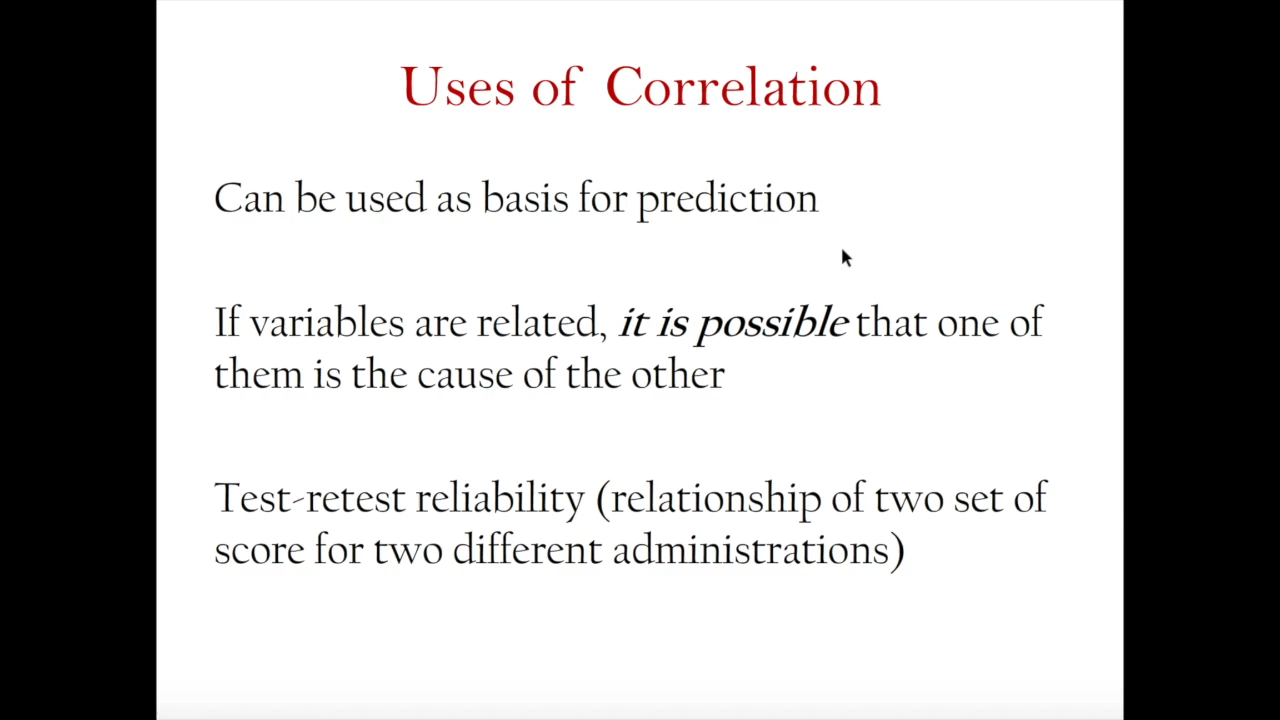 Uses of Correlation
Can be used as basis for prediction
If variables are related, it is possible that one of
them is the cause of the other
Test-retest reliability (relationship of two set of
score for two different administrations)